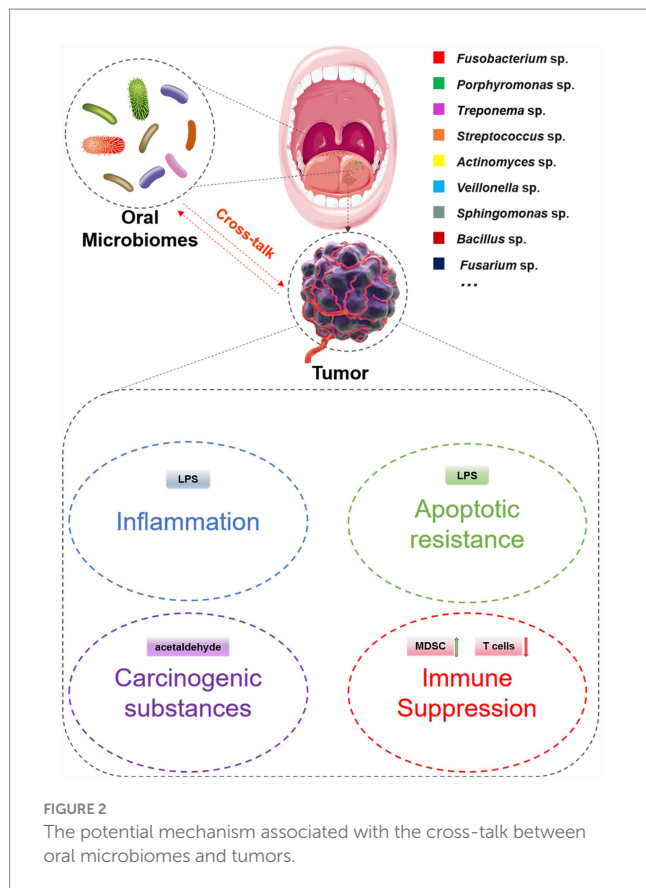 Fusobacterium sp.
Porphyromonas sp.
Treponema sp.
Streptococcus sp.
Actinomyces sp.
Veillonella sp.
Sphingomonas sp.
Bacillus sp.
Fusarium sp.
...
Oral
Microbiomes
Cross-talk
Tumor
LPS
Inflammation
LPS
Apoptotic
resistance
acetaldehyde
Carcinogenic
substances
MDSC
T cells
Immune
Suppression
FIGURE 2
The potential mechanism associated with the cross-talk between
oral microbiomes and tumors.